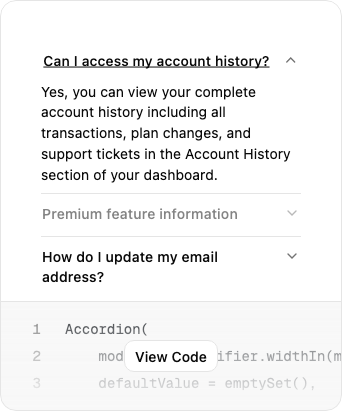 Can I access my account history?
Yes, you can view your complete
account history including all
transactions, plan changes, and
support tickets in the Account History
section of your dashboard.
Premium feature information
How do I update my email
address?
1 Accordion(
2 mod View Code ifier.widthIn(m
3 defaultValue = emptySet(),